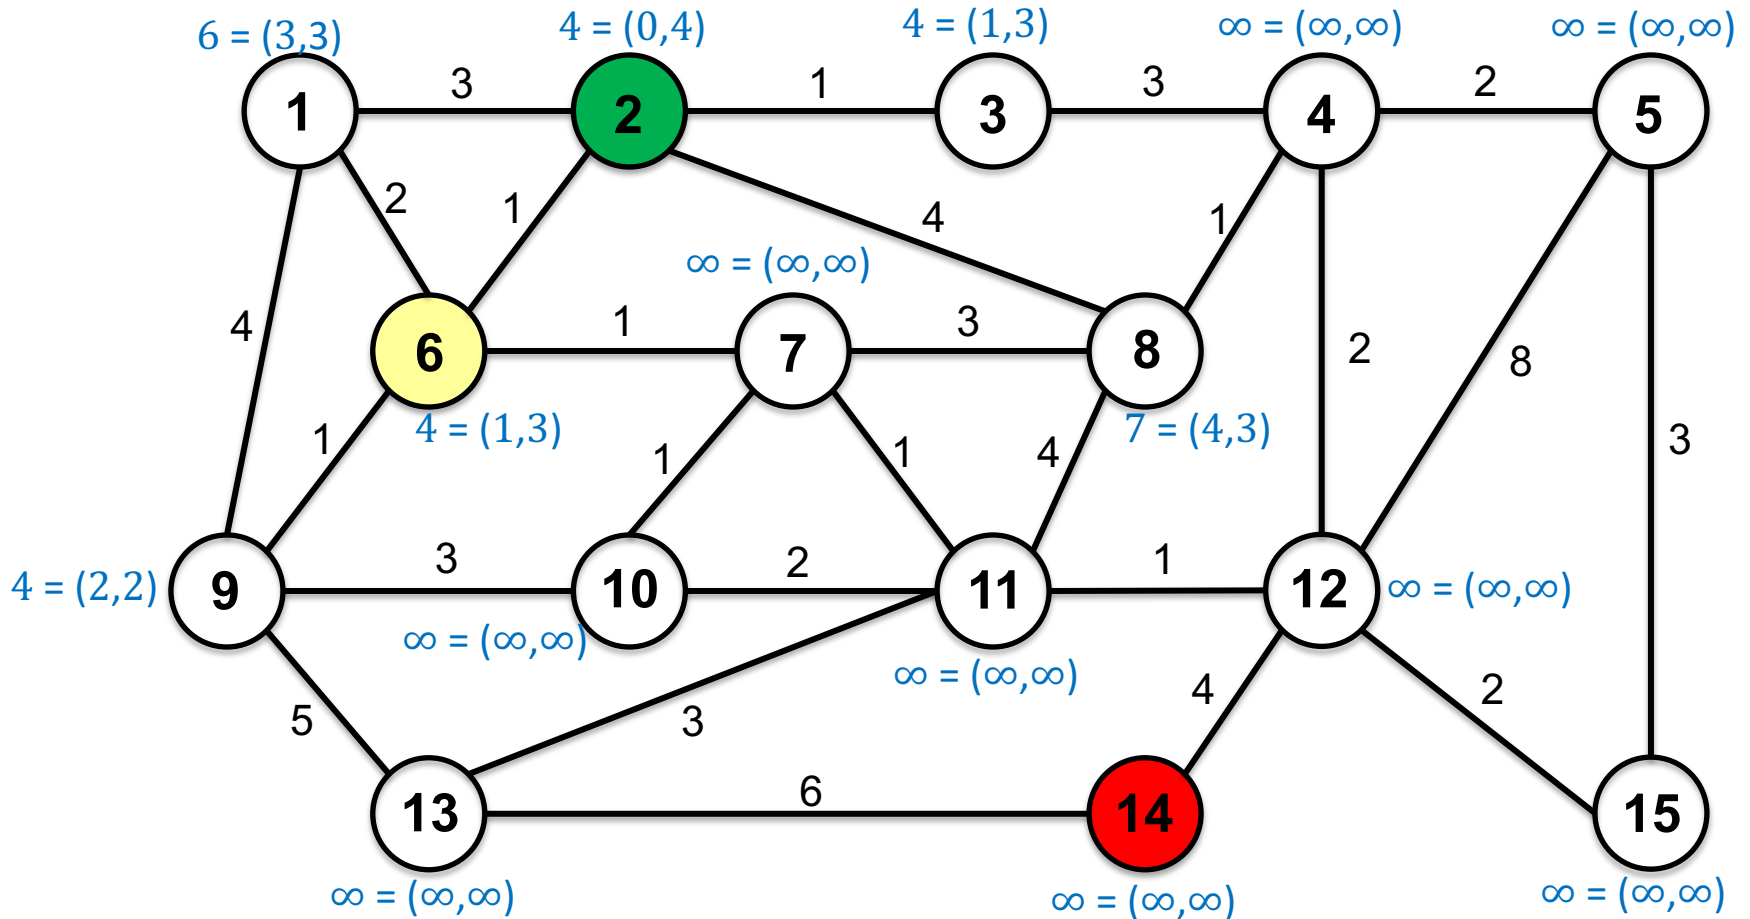 6 = (3,3)
4 = (0,4)
4 = (1,3)
∞ = (∞,∞)
∞ = (∞,∞)
1
3
2
1
3
3
4
2
5
2
1
4
1
∞ = (∞,∞)
4
6
1
7
3
8
2
8
4 = (1,3)
7 = (4,3)
1
1
1
4
3
4 = (2,2)
9
3
10
2
11
1
12
∞ = (∞,∞)
∞ = (∞,∞)
∞ = (∞,∞)
5
3
4
2
13
6
14
15
∞ = (∞,∞)
∞ = (∞,∞)
∞ = (∞,∞)